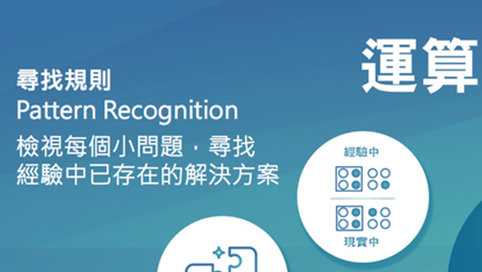 運算
尋找規則
Pattern Recognition
檢視每個小問題，尋找
經驗中已存在的解決方案
經驗中
現實中